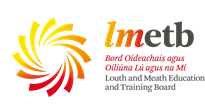 lmetb
Bord Oideachais agus
Oiliúna Lú agus na Mí
Louth and Meath Education
and Training Board